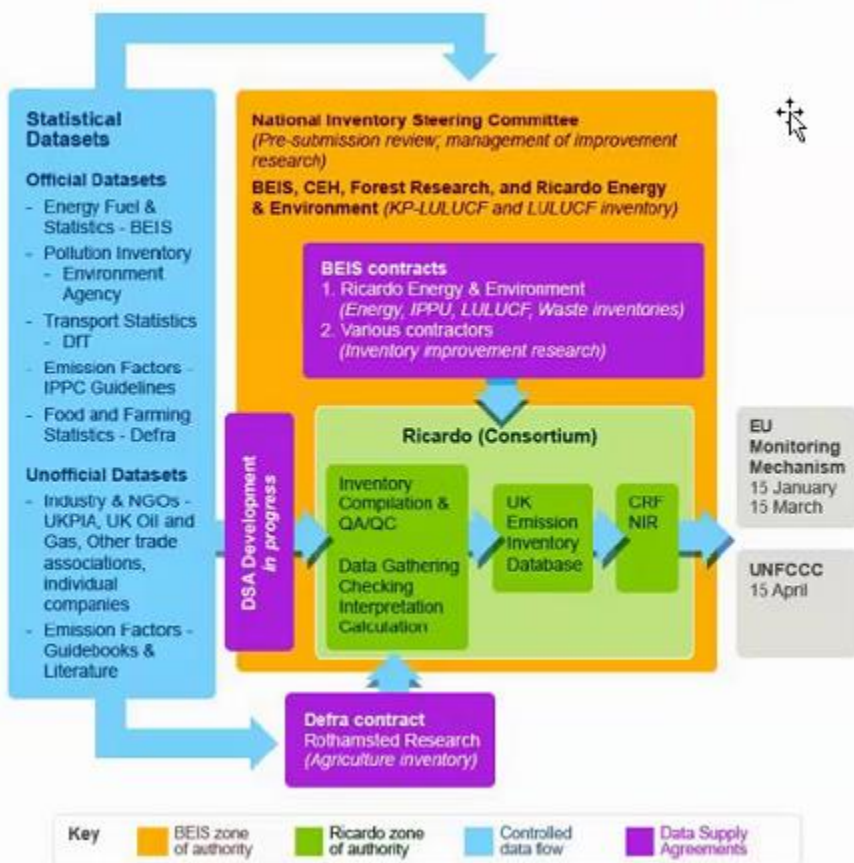 Statistical
Datasets
Official Datasets
- Energy Fuel &
Statistics - BEIS
- Pollution Inventory
- Environment
Agency
- Transport Statistics
- DfT
- Emission Factors -
IPPC Guidelines
- Food and Farming
Statistics - Defra
Unofficial Datasets
- Industry & NGOs -
UKPIA, UK Oil and
Gas, Other trade
associations,
individual
companies
- Emission Factors -
Guidebooks &
Literature
National Inventory Steering Committee
(Pre-submission review; management of improvement
research)
BEIS, CEH, Forest Research, and Ricardo Energy
& Environment (KP-LULUCF and LULUCF inventory)
BEIS contracts
1. Ricardo Energy & Environment
(Energy, IPPU, LULUCF, Waste inventories)
2. Various contractors
(Inventory improvement research)
DSA Development
in progress
Ricardo (Consortium)
Inventory
Compilation &
QA/QC
Data Gathering
Checking
Interpretation
Calculation
UK
Emission
Inventory
Database
CRF
NIR
EU
Monitoring
Mechanism
15 January
15 March
UNFCCC
15 April
Defra contract
Rothamsted Research
(Agriculture inventory)
Key
BEIS zone
of authority
Ricardo zone
of authority
Controlled
data flow
Data Supply
Agreements